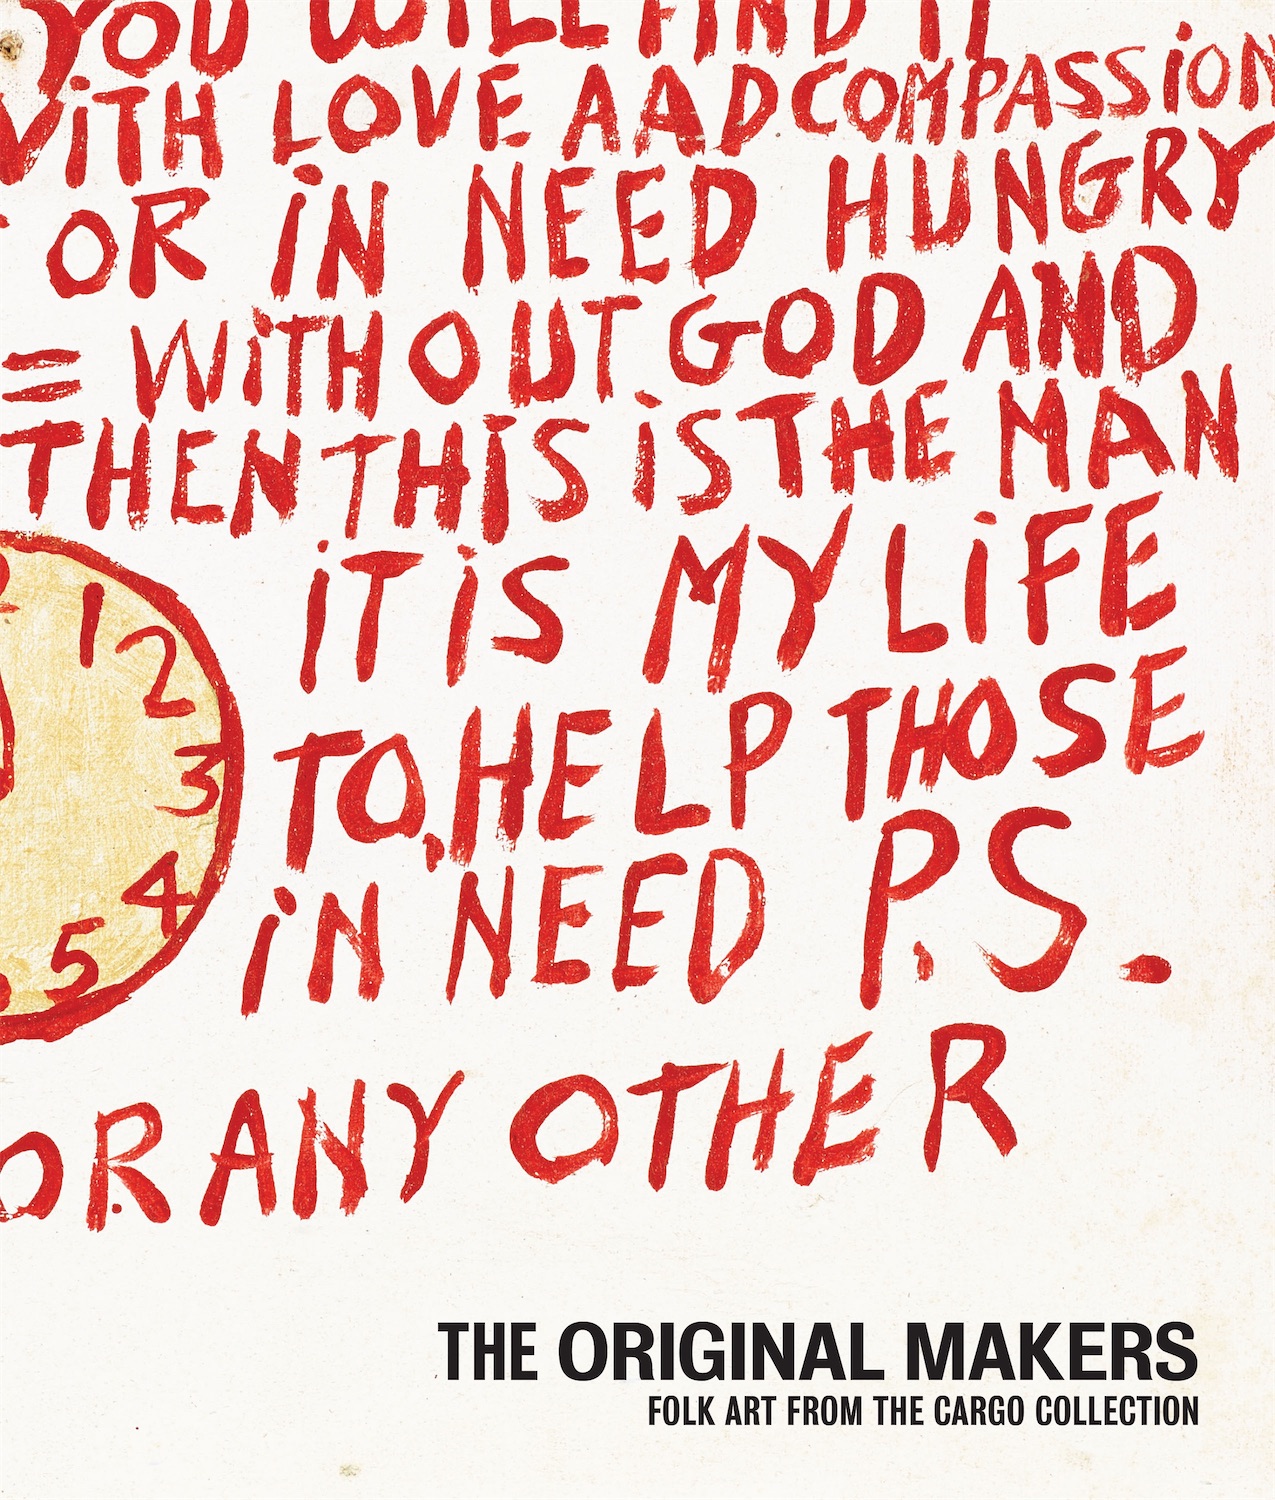 YOU WILL FIND IT
WiTH LOVE AAD COMPASSiON
OR iN NEED HUNGRY
= WiTHOUT GOD AND
THEN THiS iS THE MAN
iT iS MY LiFE
1
2
3
4
5
TO, HELP THOSE
iN NEED P.S.
OR ANY OTHER
THE ORIGINAL MAKERS
FOLK ART FROM THE CARGO COLLECTION